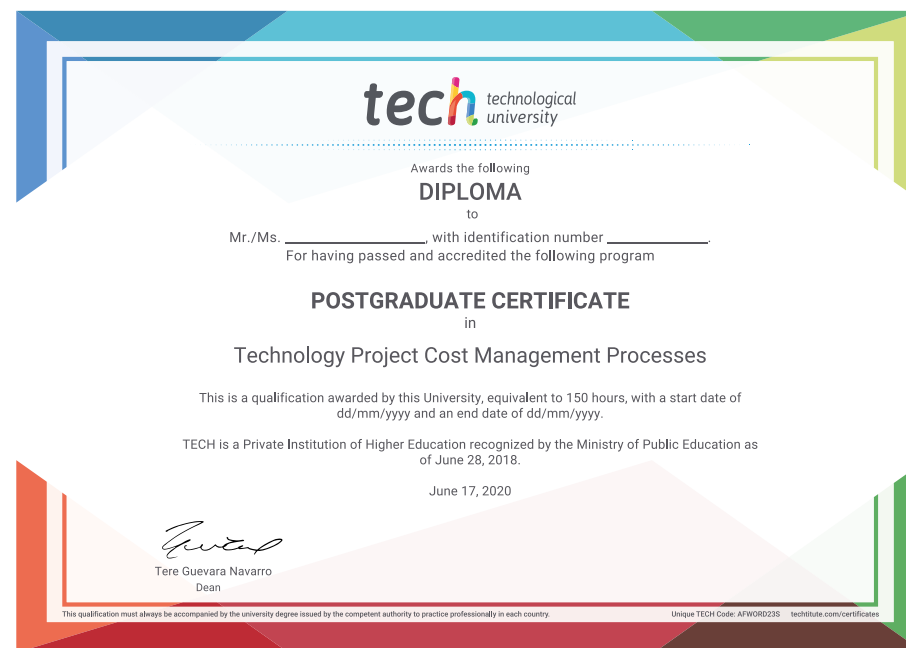 tech technological
university
Awards the following
DIPLOMA
to
Mr./Ms. ____________________, with identification number ______________.
For having passed and accredited the following program
POSTGRADUATE CERTIFICATE
in
Technology Project Cost Management Processes
This is a qualification awarded by this University, equivalent to 150 hours, with a start date of
dd/mm/yyyy and an end date of dd/mm/yyyy.
TECH is a Private Institution of Higher Education recognized by the Ministry of Public Education as
of June 28, 2018.
June 17, 2020
Tere Guevara Navarro
Dean
This qualification must always be accompanied by the university degree issued by the competent authority to practice professionally in each country. Unique TECH Code: AFWORD23S techtitute.com/certificates